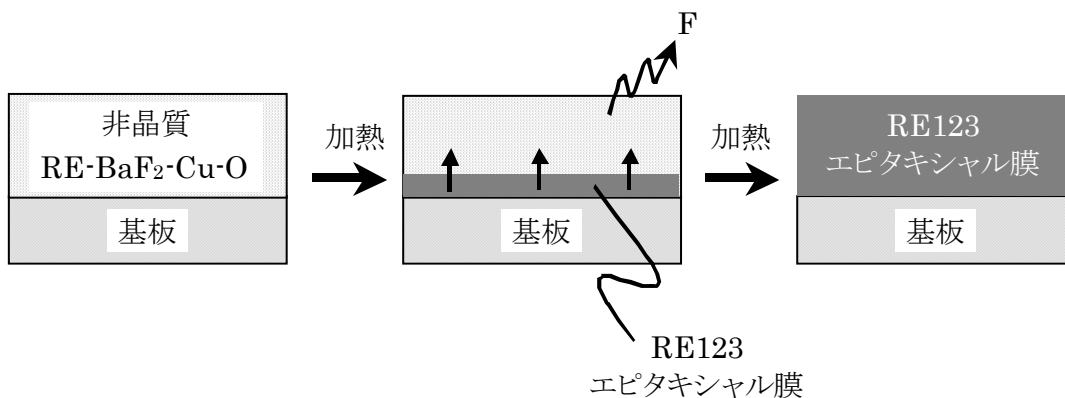 F
非晶質
RE-BaF₂-Cu-O
基板
加熱
基板
加熱
RE123
エピタキシャル膜
基板
RE123
エピタキシャル膜